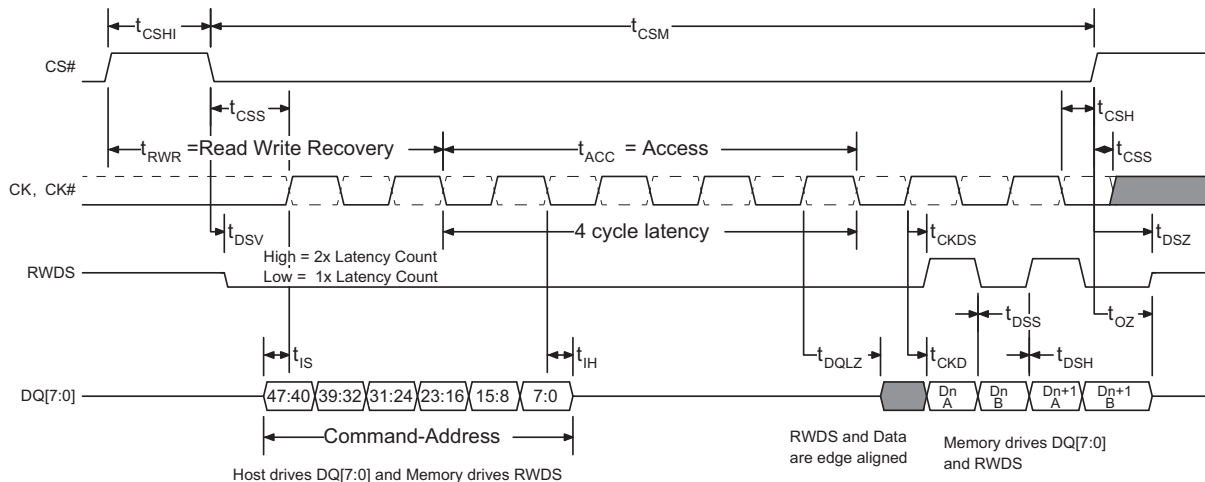 tCSHI
tCSM
CS#
tCSS
tCSH
tRWR =Read Write Recovery
tACC = Access
tCSS
CK, CK#
tDSV
4 cycle latency
tCKDS
tDSZ
High = 2x Latency Count
Low = 1x Latency Count
RWDS
tDSS
tOZ
tIS
tIH
tDQLZ
tCKD
tDSH
DQ[7:0]
47:40
39:32
31:24
23:16
15:8
7:0
Dn
A
Dn
B
Dn+1
A
Dn+1
B
Command-Address
RWDS and Data
are edge aligned
Memory drives DQ[7:0]
and RWDS
Host drives DQ[7:0] and Memory drives RWDS